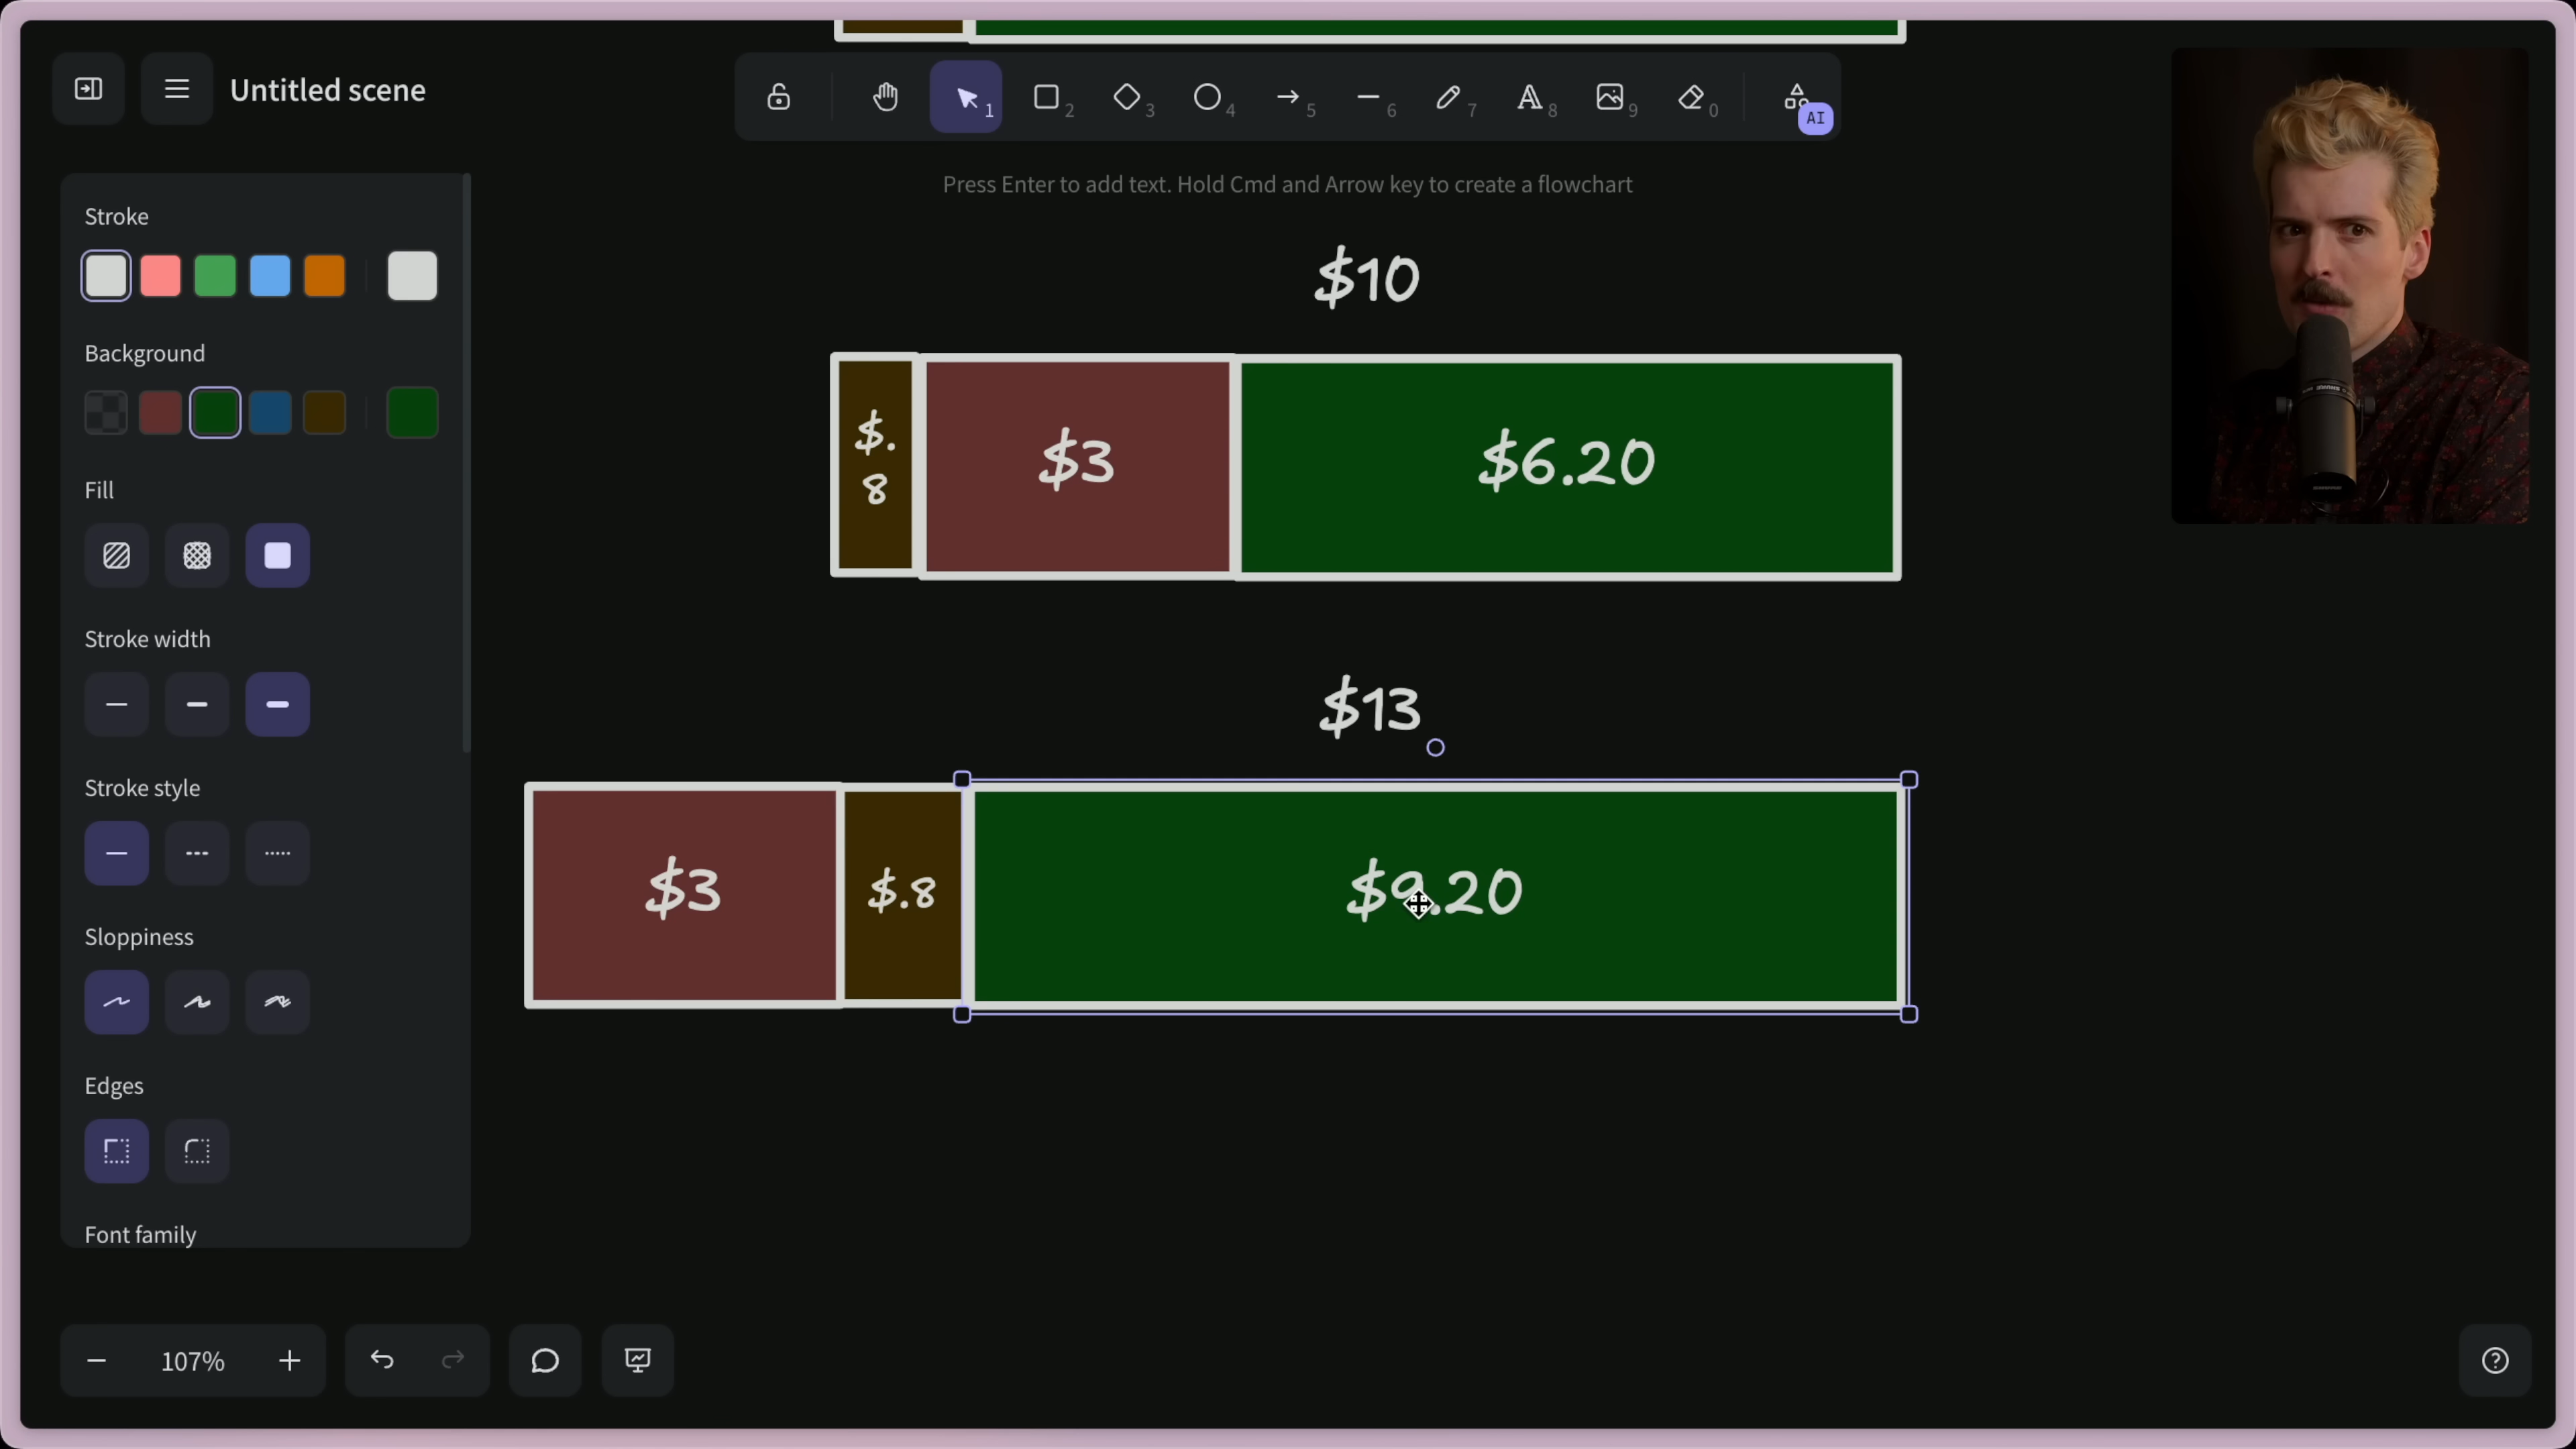 Untitled scene
1
2
3
4
5
6
7
8
9
0
AI
Press Enter to add text. Hold Cmd and Arrow key to create a flowchart
Stroke
Background
Fill
Stroke width
Stroke style
Sloppiness
Edges
Font family
$10
$.
8
$3
$6.20
$13
$3
$.8
$9.20
107%